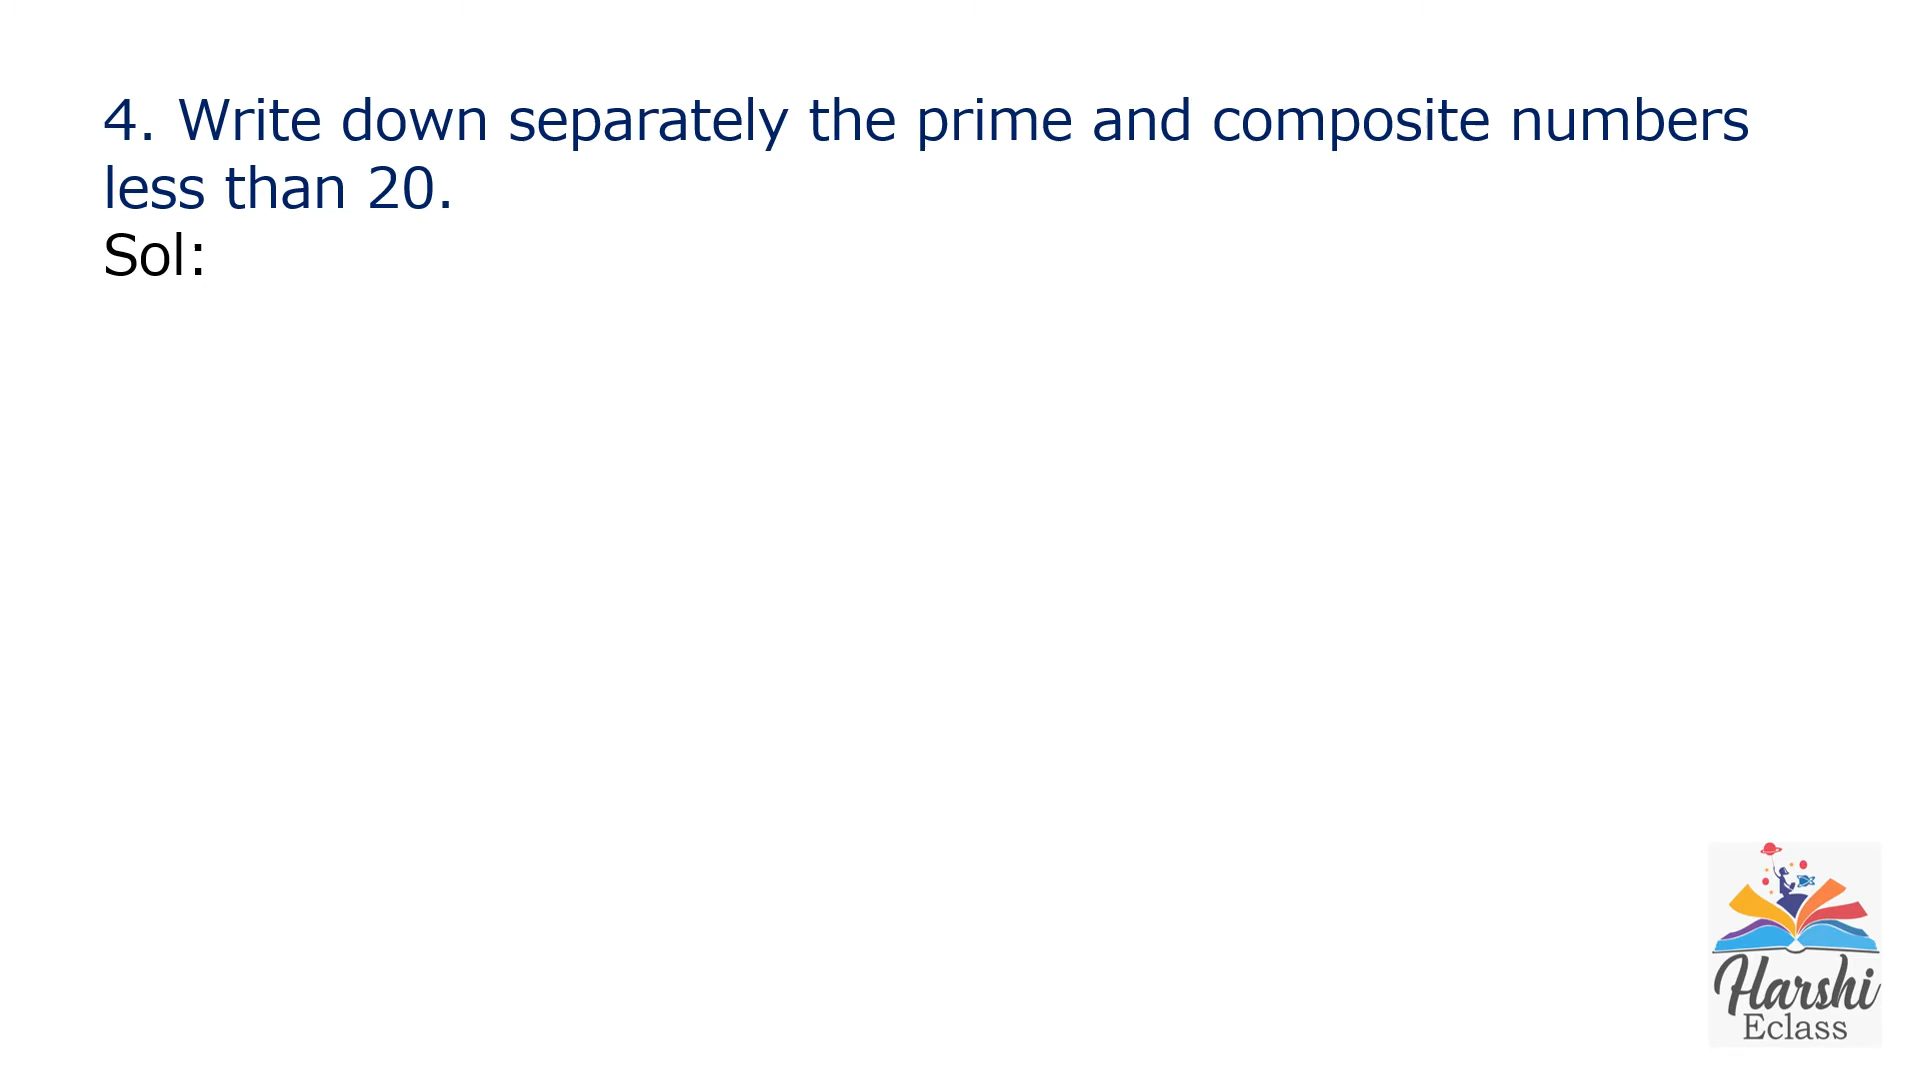 4. Write down separately the prime and composite numbers
less than 20.
Sol:
Harshi
Eclass